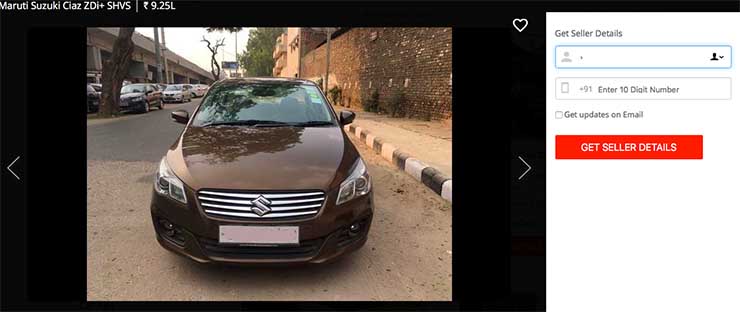 Maruti Suzuki Ciaz ZDi+ SHVS | ₹ 9.25L
Get Seller Details
+91 Enter 10 Digit Number
Get updates on Email
GET SELLER DETAILS